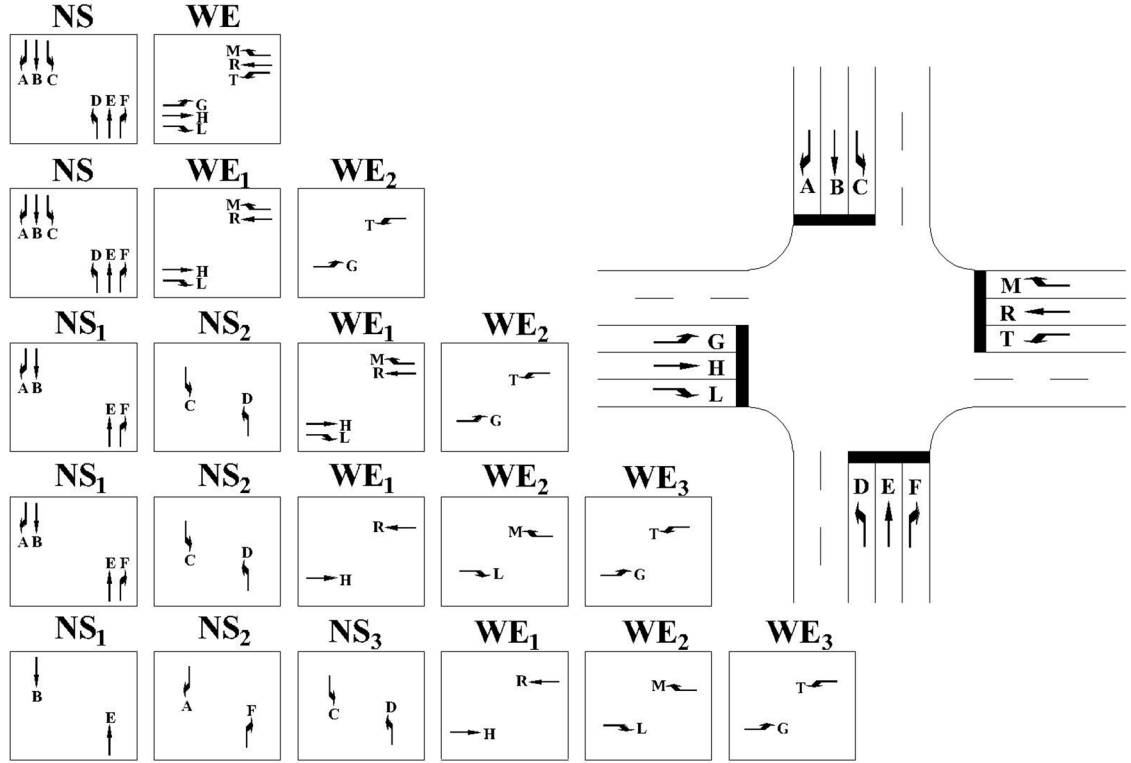 NS WE
A B C
D E F
M
R
T
G
H
L
NS WE1 WE2
A B C
D E F
M
R
H
L
T
G
NS1 NS2 WE1 WE2
A B
E F
C
D
M
R
H
L
T
G
NS1 NS2 WE1 WE2 WE3
A B
E F
C
D
R
H
M
L
T
G
NS1 NS2 NS3 WE1 WE2 WE3
B
E
A
F
C
D
R
H
M
L
T
G
A B C
M
R
T
G
H
L
D E F